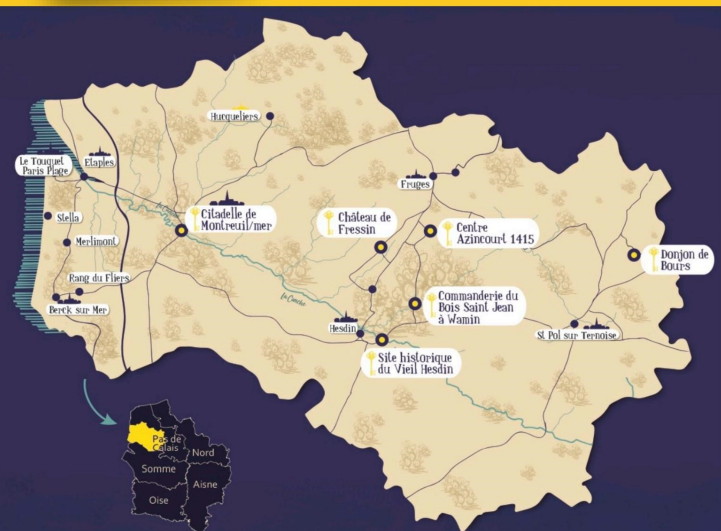 Hucqueliers
Le Touquet
Paris Plage
Etaples
Fruges
Citadelle de
Montreuil/mer
Château de
Fressin
Centre
Azincourt 1415
Stella
Merlimont
Donjon de
Bours
Rang du Fliers
Berck sur Mer
La Canche
Commanderie du
Bois Saint Jean
à Wamin
Hesdin
St Pol sur Ternoise
Site historique
du Vieil Hesdin
Pas de
Calais
Nord
Somme
Aisne
Oise